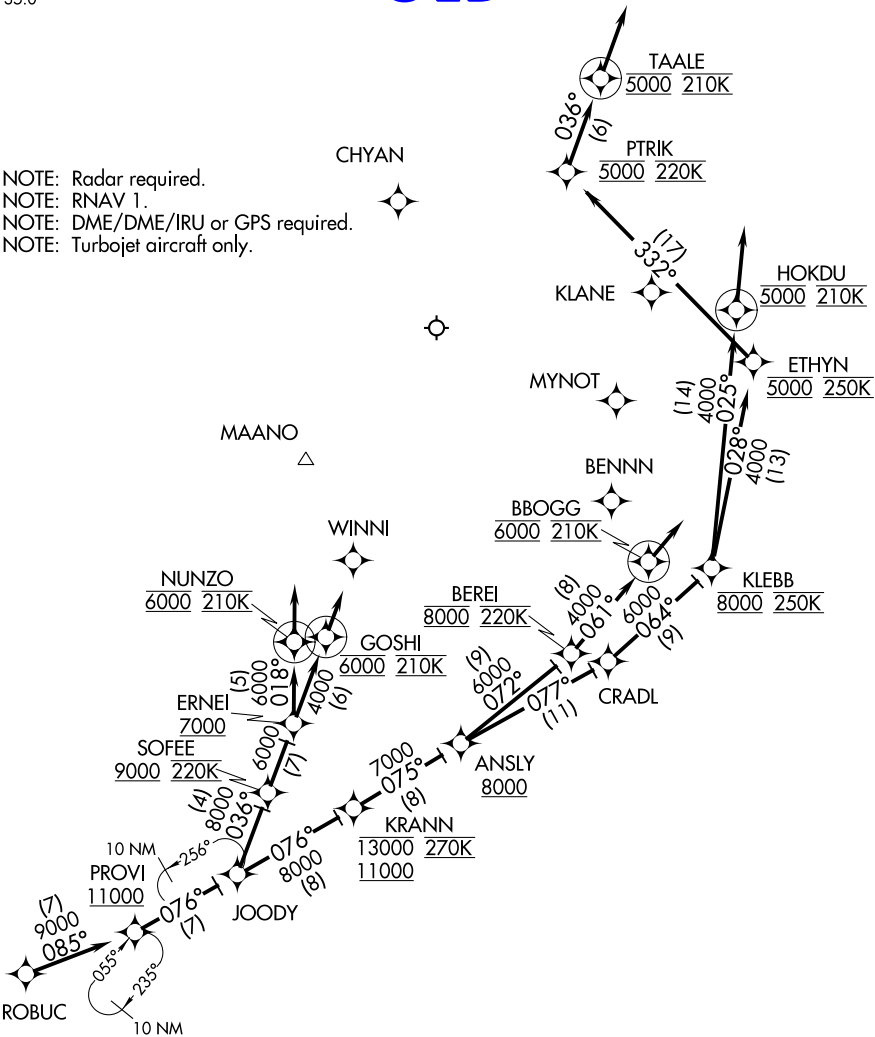 TAALE
5000 210K
036°
(6)
PTRIK
5000 220K
CHYAN
NOTE: Radar required.
NOTE: RNAV 1.
NOTE: DME/DME/IRU or GPS required.
NOTE: Turbojet aircraft only.
(17)
332°
HOKDU
5000 210K
KLANE
ETHYN
5000 250K
MYNOT
(14)
4000
025°
028°
4000
(13)
MAANO
BENNN
BBOGG
6000 210K
WINNI
NUNZO
6000 210K
BEREI
8000 220K
(8)
4000
061°
6000
064°
(9)
KLEBB
8000 250K
GOSHI
6000 210K
(5)
6000
018°
4000
(6)
(9)
6000
072°
077°
(11)
CRADL
ERNEI
7000
6000
(7)
SOFEE
9000 220K
(4)
8000
036°
7000
075°
(8)
ANSLY
8000
KRANN
13000 270K
11000
10 NM
256°
076°
8000
(8)
PROVI
11000
076°
(7)
JOODY
(7)
9000
085°
055°
235°
10 NM
ROBUC